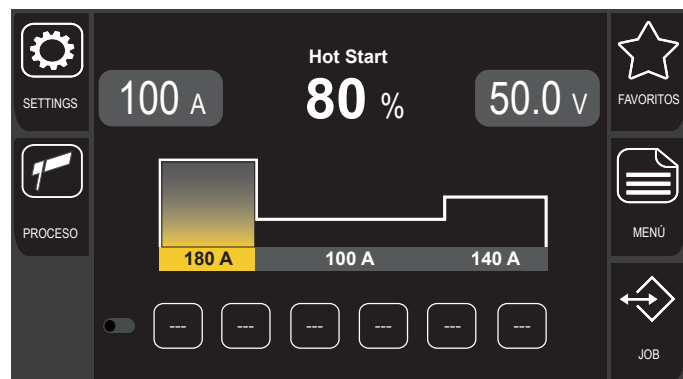 SETTINGS
PROCESO
Hot Start
100 A
80 %
50.0 V
180 A
100 A
140 A
--- --- --- --- --- ---
FAVORITOS
MENÚ
JOB